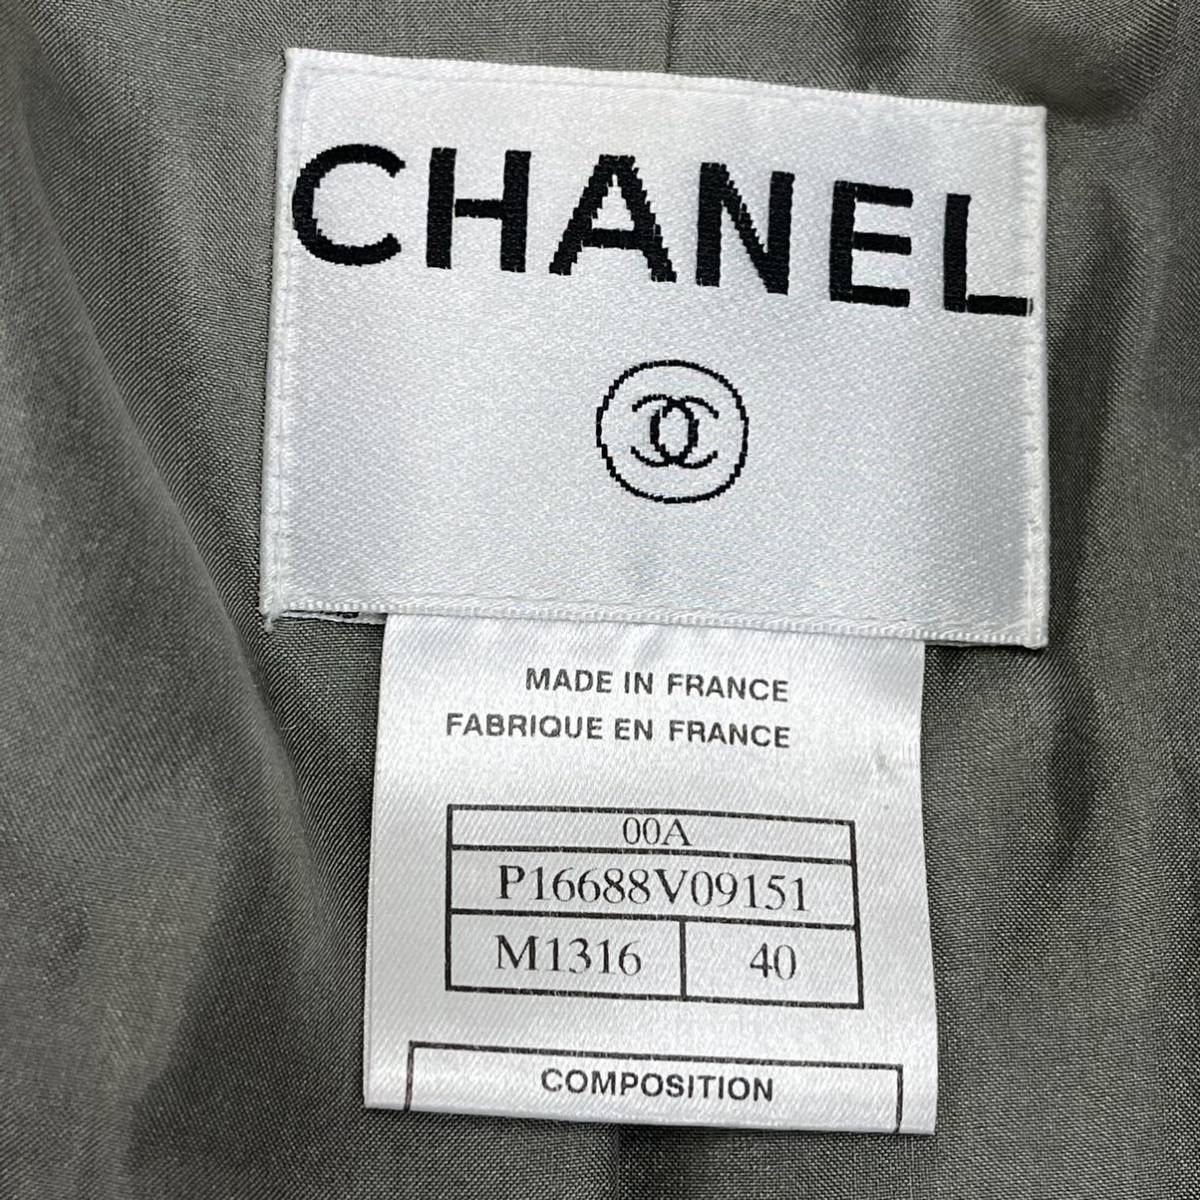 CHANEL
MADE IN FRANCE
FABRIQUE EN FRANCE
00A
P16688V09151
M1316 40
COMPOSITION